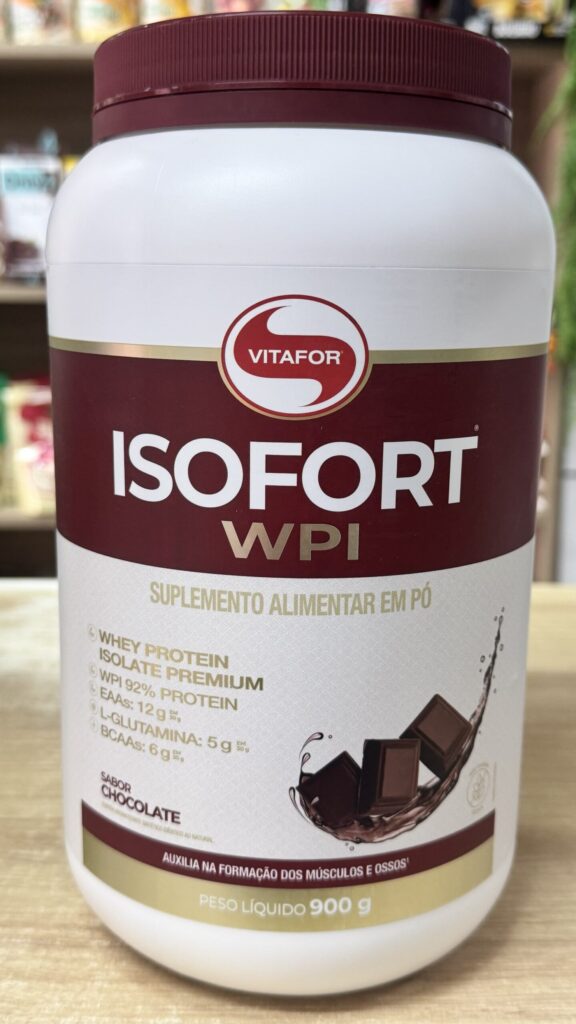 VITAFOR
ISOFORT
WPI
SUPLEMENTO ALIMENTAR EM PÓ
WHEY PROTEIN
ISOLATE PREMIUM
WPI 92% PROTEIN
EAAs: 12 g
L-GLUTAMINA: 5 g
BCAAs: 6 g
SABOR
CHOCOLATE
AUXILIA NA FORMAÇÃO DOS MÚSCULOS E OSSOS¹
PESO LÍQUIDO 900 g